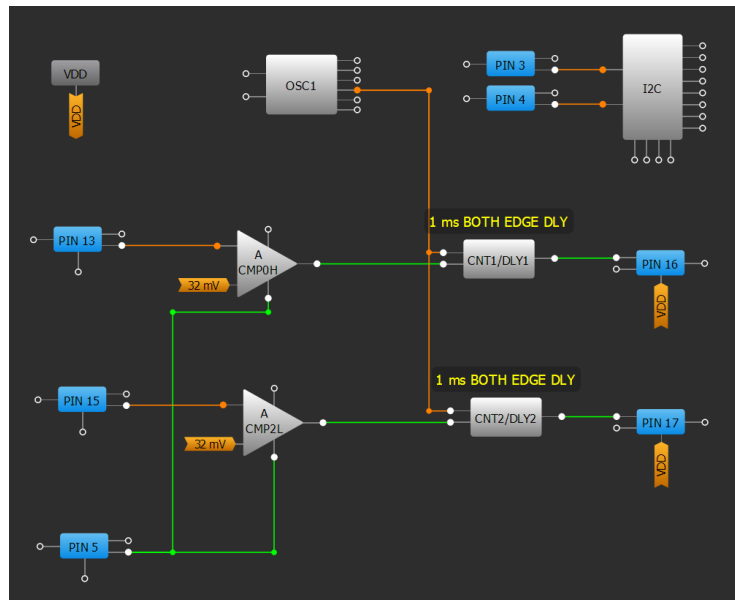 VDD
VDD
OSC1
PIN 3
PIN 4
I2C
1 ms BOTH EDGE DLY
PIN 13
A
CMP0H
32 mV
CNT1/DLY1
PIN 16
VDD
1 ms BOTH EDGE DLY
PIN 15
A
CMP2L
32 mV
CNT2/DLY2
PIN 17
VDD
PIN 5